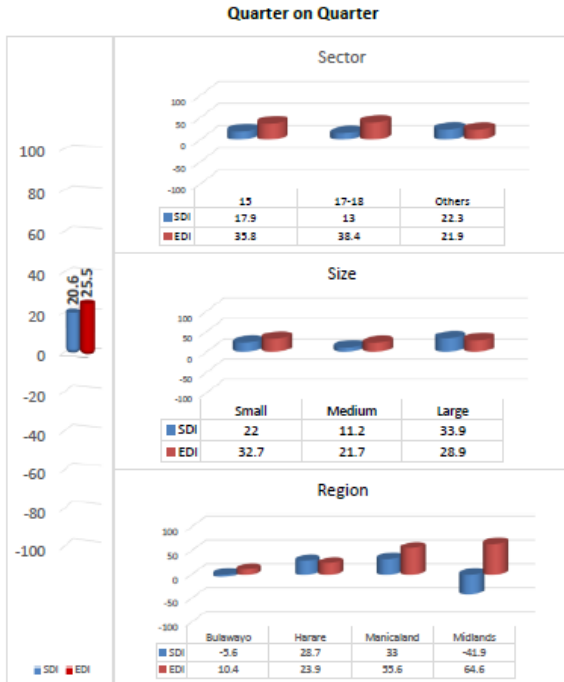 Quarter on Quarter
100
80
60
40
20
0
-20
-40
-60
-80
-100
20.6
25.5
SDI EDI
Sector
100
50
0
-50
-100
15 17-18 Others
SDI 17.9 13 22.3
EDI 35.8 38.4 21.9
Size
100
50
0
-50
-100
Small Medium Large
SDI 22 11.2 33.9
EDI 32.7 21.7 28.9
Region
100
50
0
-50
-100
Bulawayo Harare Manicaland Midlands
SDI -5.6 28.7 33 -41.9
EDI 10.4 23.9 55.6 64.6